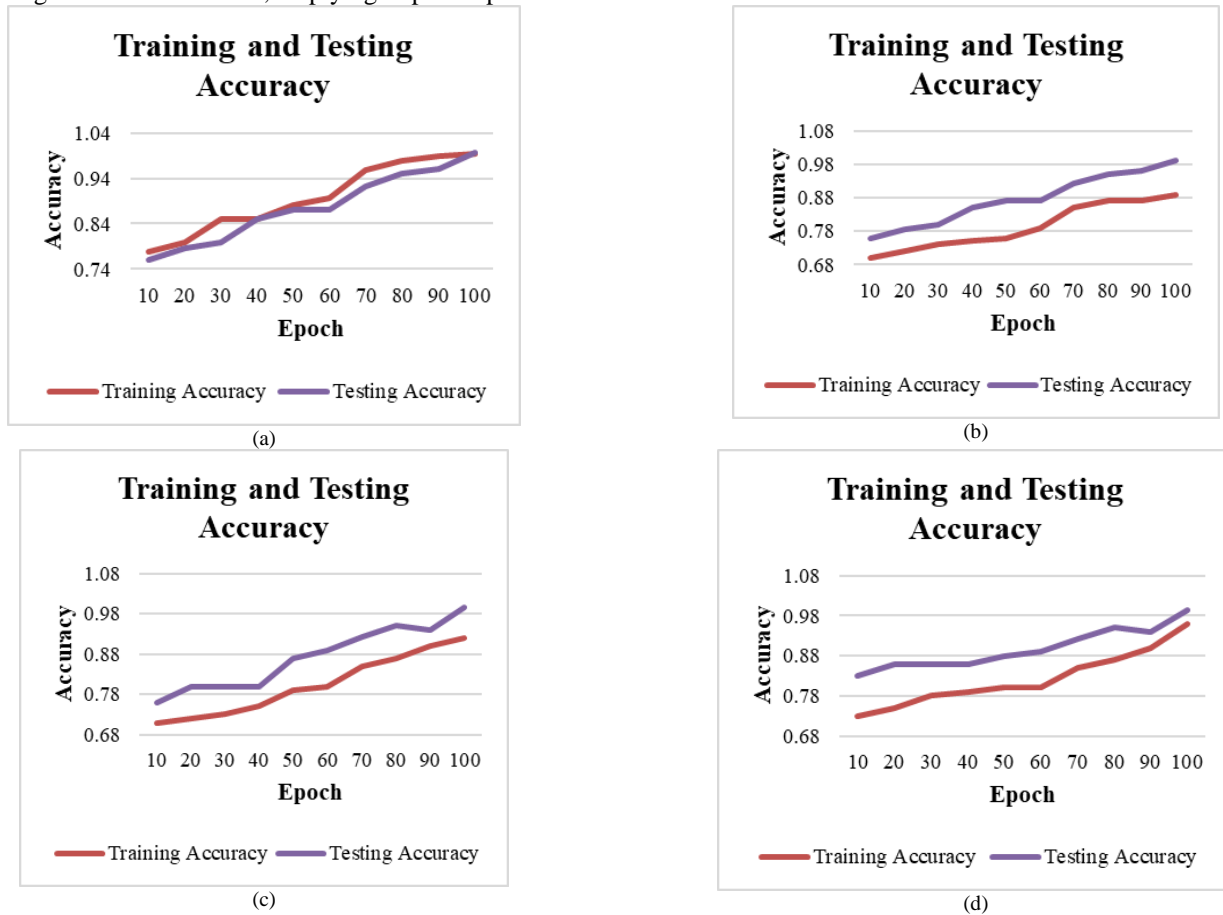 Training and Testing
Accuracy
1.04
0.94
0.84
0.74
Accuracy
10 20 30 40 50 60 70 80 90 100
Epoch
Training Accuracy Testing Accuracy
(a)
Training and Testing
Accuracy
1.08
0.98
0.88
0.78
0.68
Accuracy
10 20 30 40 50 60 70 80 90 100
Epoch
Training Accuracy Testing Accuracy
(b)
Training and Testing
Accuracy
1.08
0.98
0.88
0.78
0.68
Accuracy
10 20 30 40 50 60 70 80 90 100
Epoch
Training Accuracy Testing Accuracy
(c)
Training and Testing
Accuracy
1.08
0.98
0.88
0.78
0.68
Accuracy
10 20 30 40 50 60 70 80 90 100
Epoch
Training Accuracy Testing Accuracy
(d)